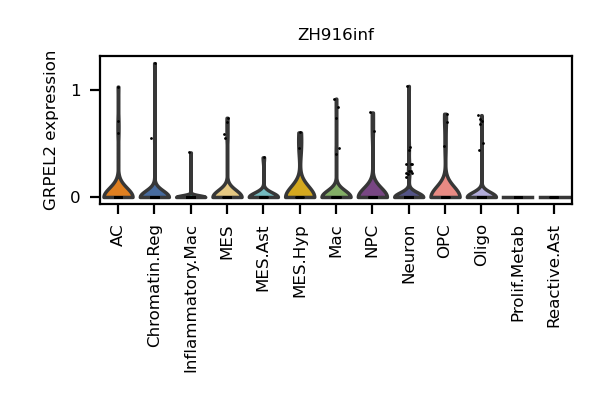 ZH916inf
GRPEL2 expression
1
0
AC
Chromatin.Reg
Inflammatory.Mac
MES
MES.Ast
MES.Hyp
Mac
NPC
Neuron
OPC
Oligo
Prolif.Metab
Reactive.Ast